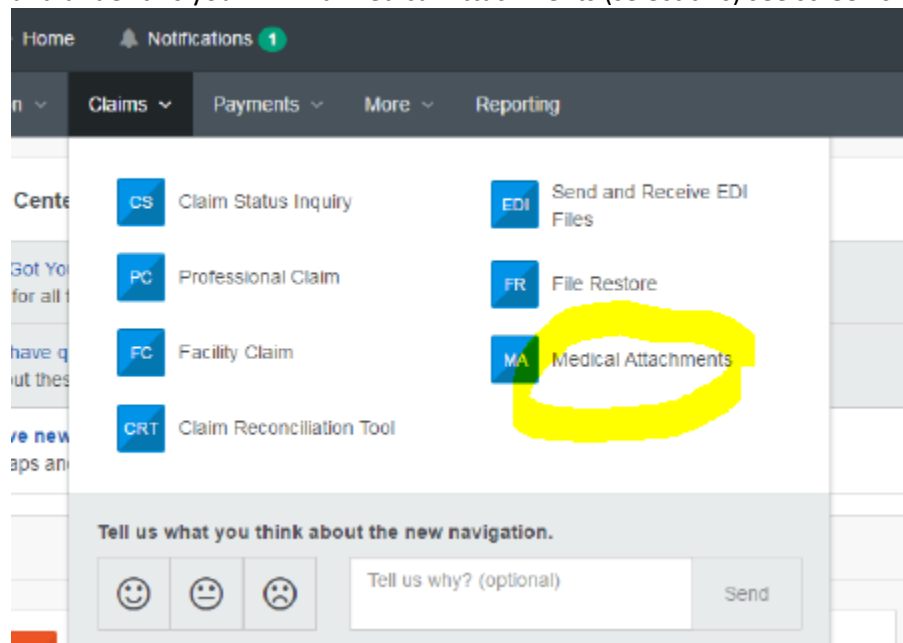 Home Notifications 1
Claims Payments More Reporting
Cente
CS Claim Status Inquiry
EDI Send and Receive EDI
Files
Got Yo
for all
PC Professional Claim
FR File Restore
have q
out thes
FC Facility Claim
MA Medical Attachments
ve new
aps an
CRT Claim Reconciliation Tool
Tell us what you think about the new navigation.
Tell us why? (optional)
Send